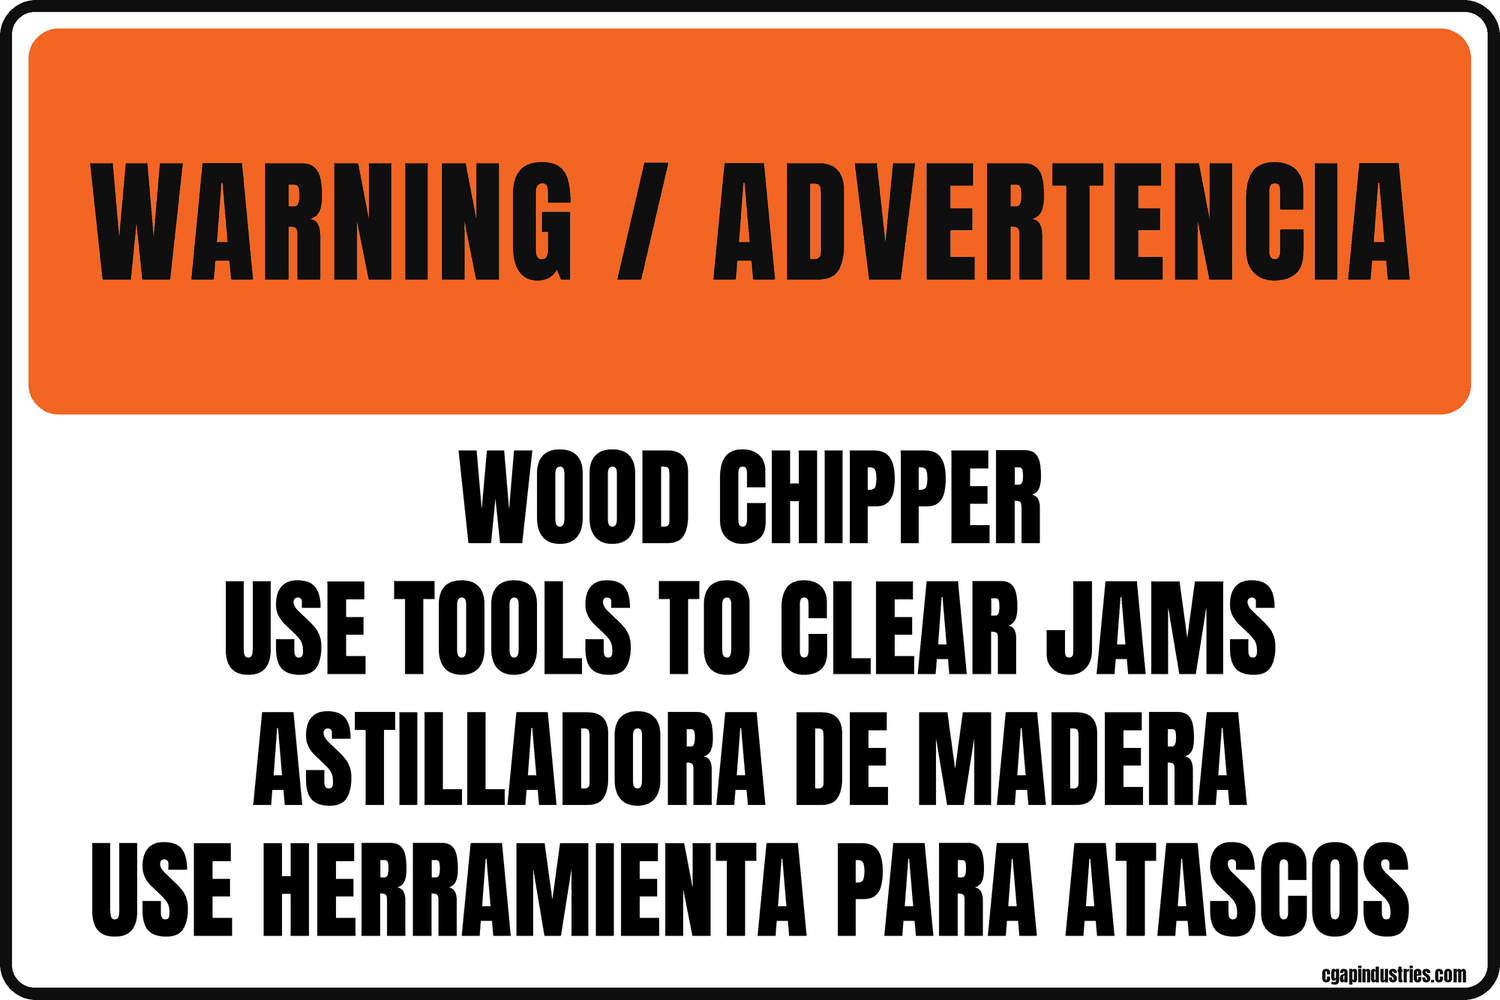 WARNING / ADVERTENCIA
WOOD CHIPPER
USE TOOLS TO CLEAR JAMS
ASTILLADORA DE MADERA
USE HERRAMIENTA PARA ATASCOS
cgapindustries.com